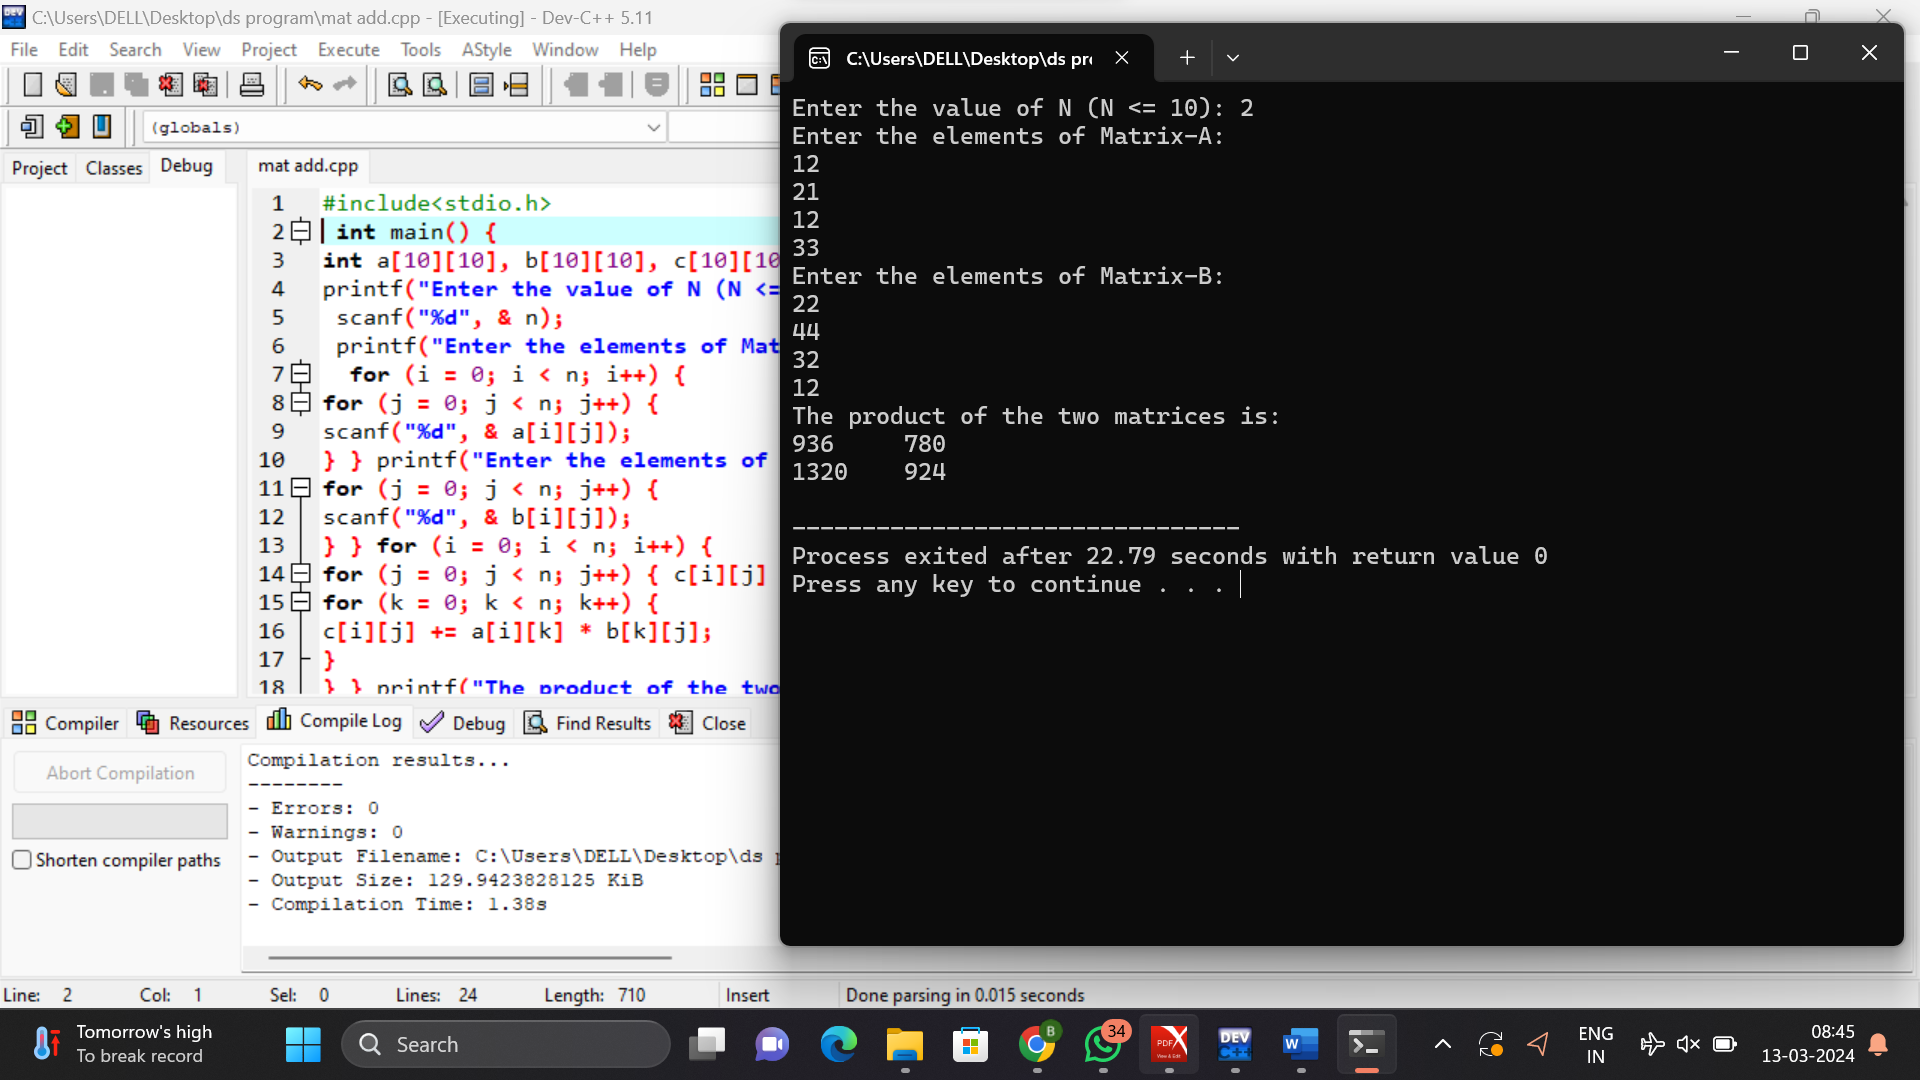 C:\Users\DELL\Desktop\ds program\mat add.cpp - [Executing] - Dev-C++ 5.11
File Edit Search View Project Execute Tools AStyle Window Help
(globals)
Project Classes Debug
mat add.cpp
1 #include<stdio.h>
2 int main() {
3 int a[10][10], b[10][10], c[10][10
4 printf("Enter the value of N (N <=
5 scanf("%d", & n);
6 printf("Enter the elements of Mat
7 for (i = 0; i < n; i++) {
8 for (j = 0; j < n; j++) {
9 scanf("%d", & a[i][j]);
10 } } printf("Enter the elements of
11 for (j = 0; j < n; j++) {
12 scanf("%d", & b[i][j]);
13 } } for (i = 0; i < n; i++) {
14 for (j = 0; j < n; j++) { c[i][j]
15 for (k = 0; k < n; k++) {
16 c[i][j] += a[i][k] * b[k][j];
17 }
18 } } printf("The product of the two
Compiler Resources Compile Log Debug Find Results Close
Abort Compilation
Shorten compiler paths
Compilation results...
--------
- Errors: 0
- Warnings: 0
- Output Filename: C:\Users\DELL\Desktop\ds
- Output Size: 129.9423828125 KiB
- Compilation Time: 1.38s
Line: 2 Col: 1 Sel: 0 Lines: 24 Length: 710 Insert Done parsing in 0.015 seconds
C:\Users\DELL\Desktop\ds pr
Enter the value of N (N <= 10): 2
Enter the elements of Matrix-A:
12
21
12
33
Enter the elements of Matrix-B:
22
44
32
12
The product of the two matrices is:
936 780
1320 924
--------------------------------
Process exited after 22.79 seconds with return value 0
Press any key to continue . . .
Tomorrow's high
To break record
Search
B
34
PDF
View & Edit
DEV
C++
W
ENG
IN
08:45
13-03-2024